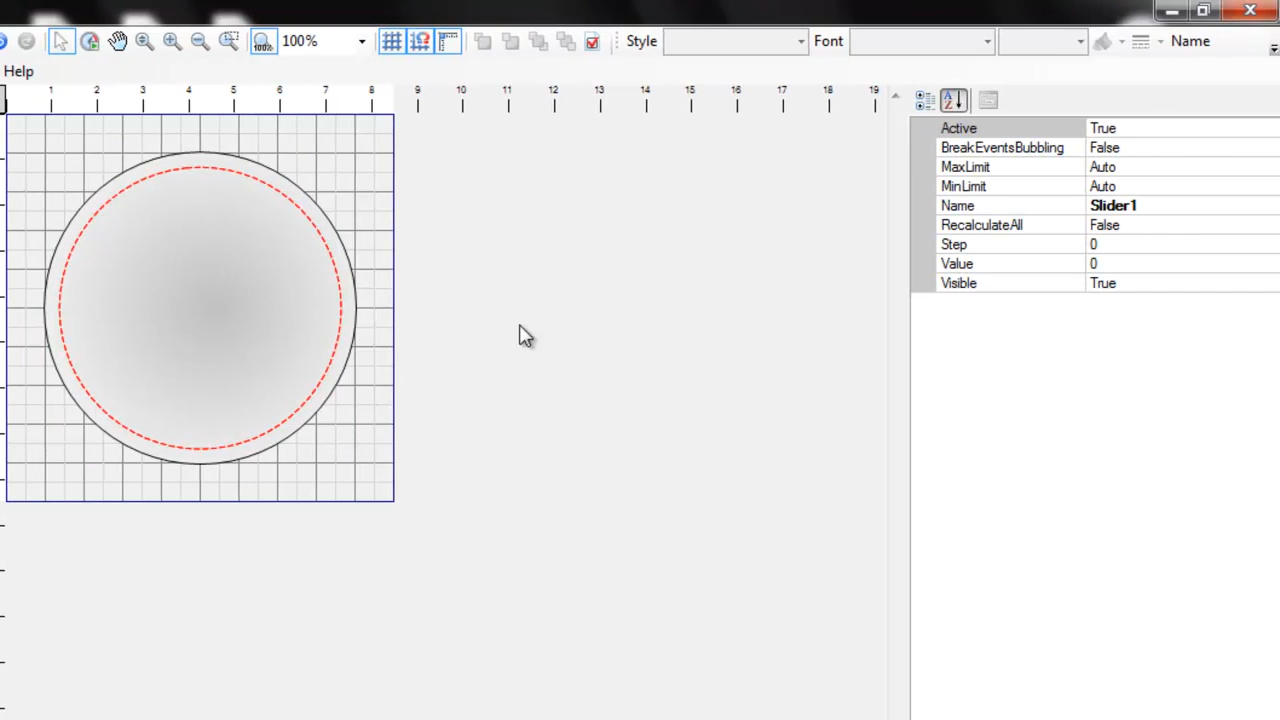 100%
100%
Style
Font
Name
Help
1 2 3 4 5 6 7 8 9 10 11 12 13 14 15 16 17 18 19
A
Z
Active True
BreakEventsBubbling False
MaxLimit Auto
MinLimit Auto
Name Slider1
RecalculateAll False
Step 0
Value 0
Visible True